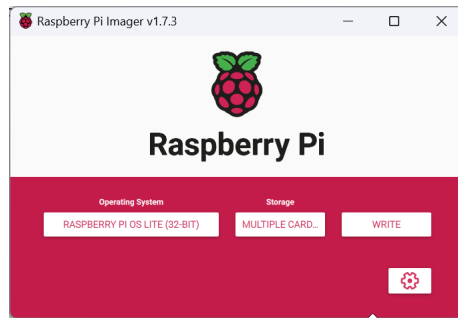 Raspberry Pi Imager v1.7.3
Raspberry Pi
Operating System
Storage
RASPBERRY PI OS LITE (32-BIT)
MULTIPLE CARD...
WRITE